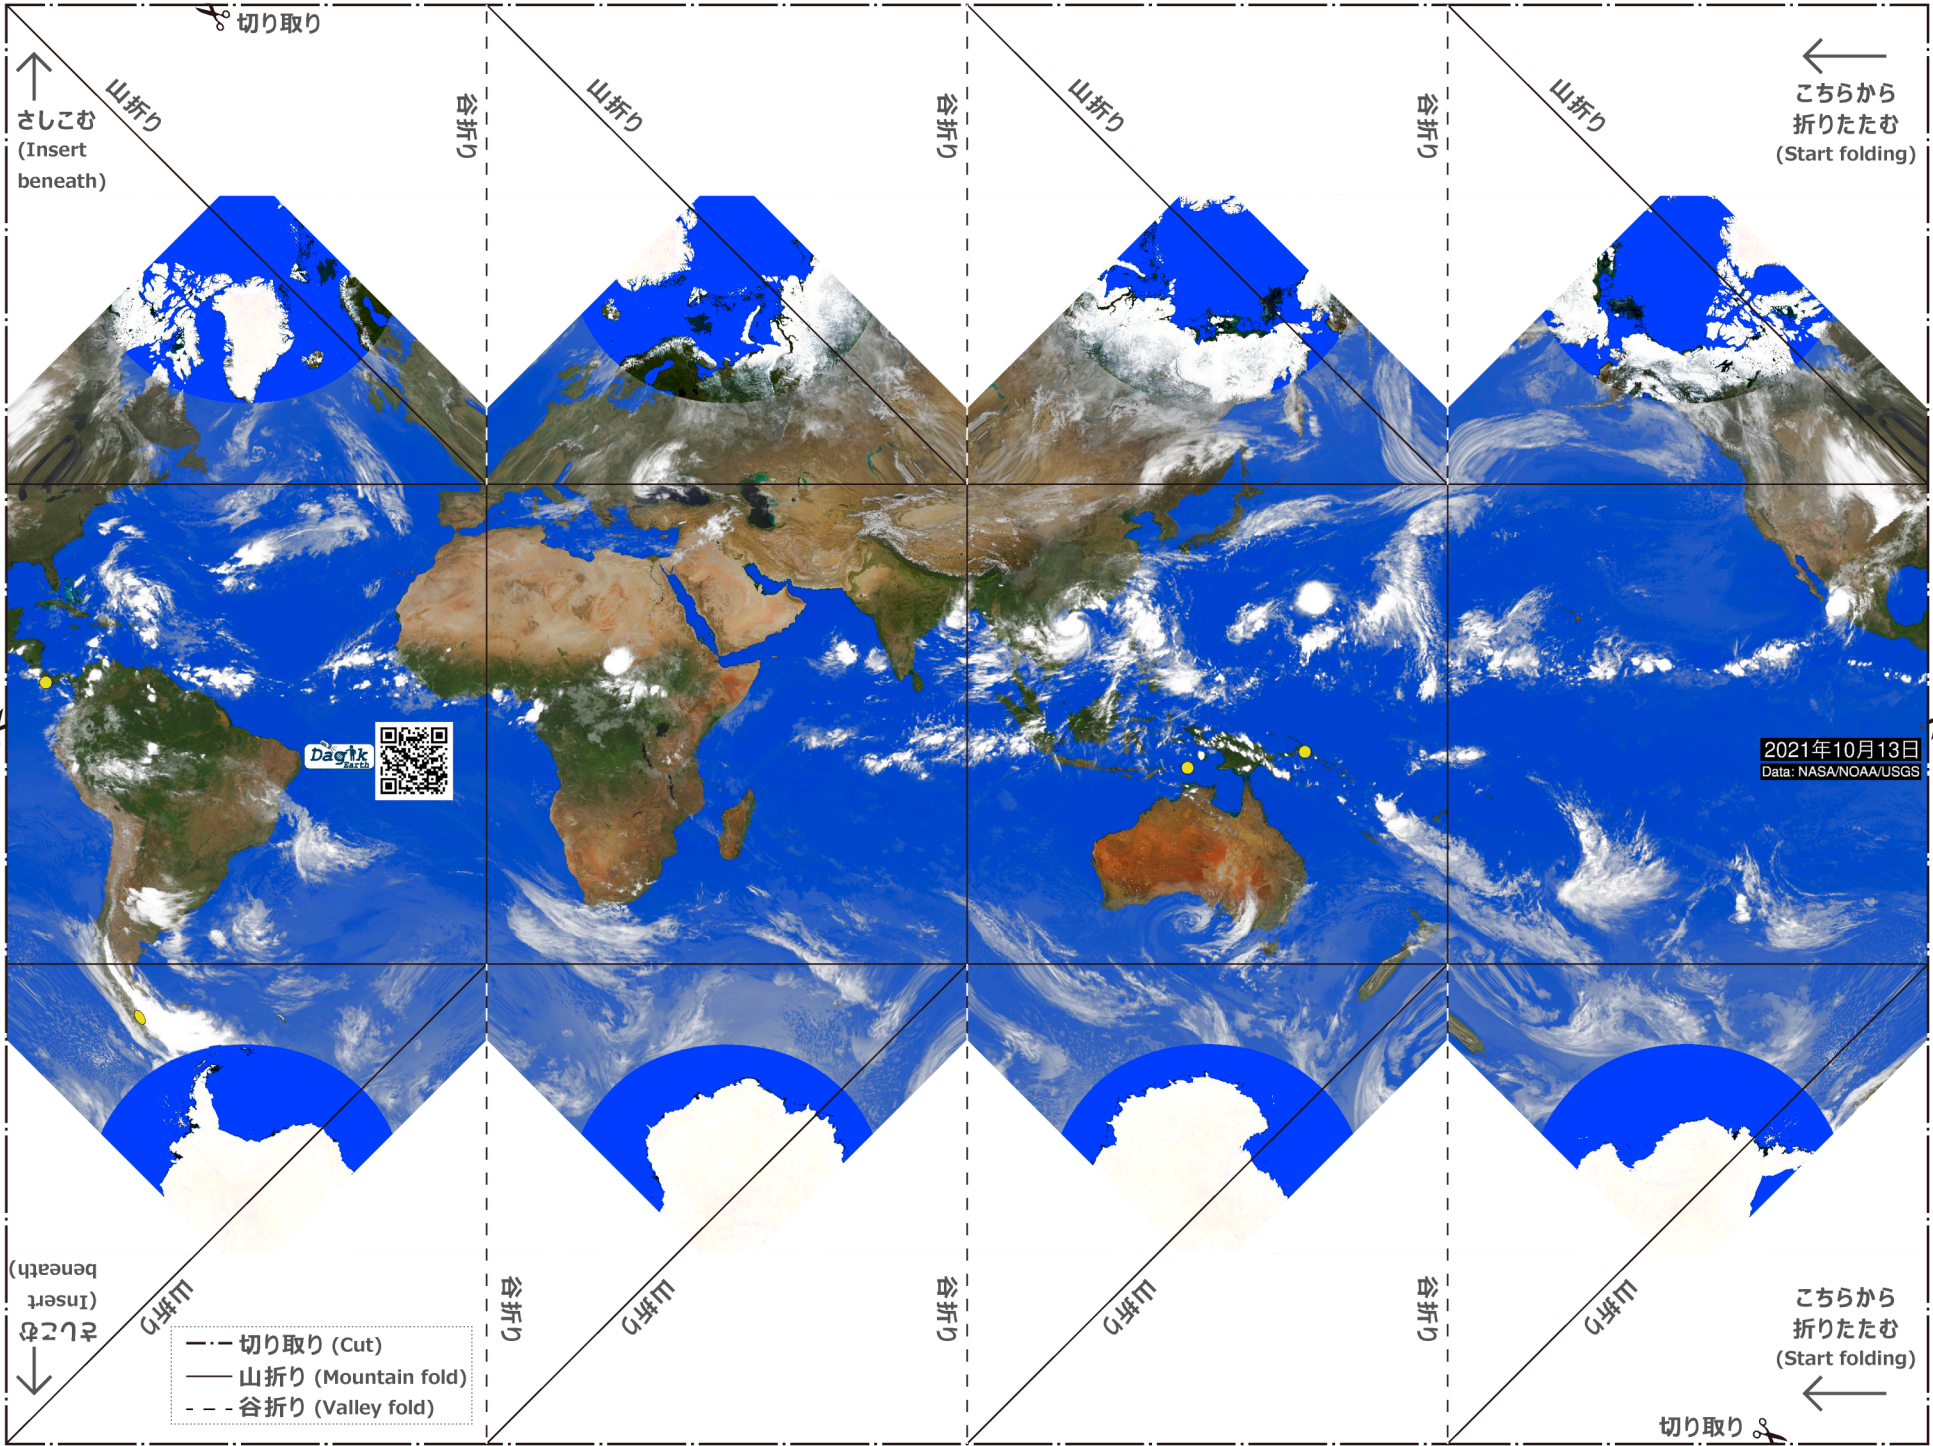 切り取り
山折り
谷折り
山折り
谷折り
山折り
谷折り
山折り
さしこむ
(Insert
beneath)
こちらから
折りたたむ
(Start folding)
Dagik
Earth
2021年10月13日
Data: NASA/NOAA/USGS
さしこむ
(Insert
beneath)
山折り
谷折り
山折り
谷折り
山折り
谷折り
山折り
こちらから
折りたたむ
(Start folding)
切り取り (Cut)
山折り (Mountain fold)
谷折り (Valley fold)
切り取り